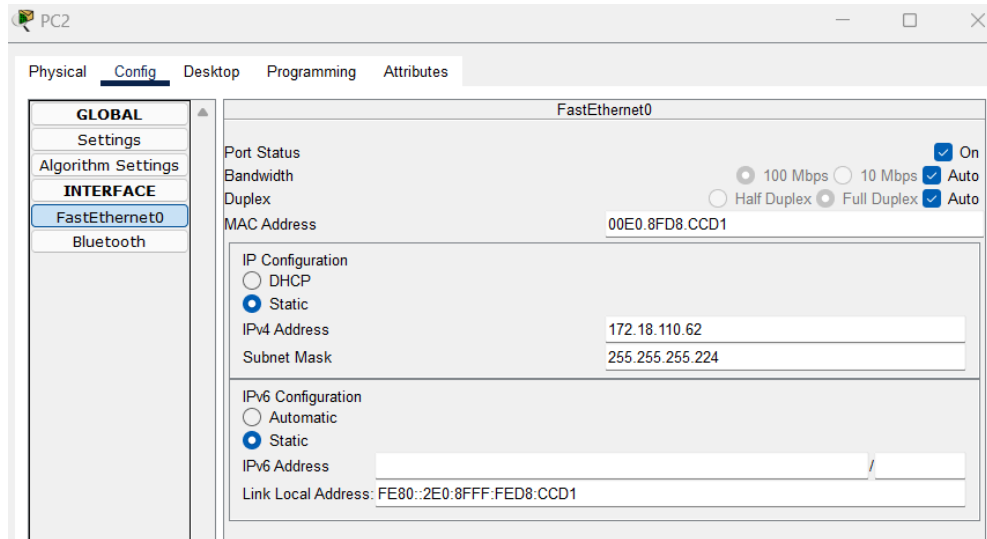 PC2
Physical Config Desktop Programming Attributes
GLOBAL
Settings
Algorithm Settings
INTERFACE
FastEthernet0
Bluetooth
FastEthernet0
Port Status On
Bandwidth 100 Mbps 10 Mbps Auto
Duplex Half Duplex Full Duplex Auto
MAC Address 00E0.8FD8.CCD1
IP Configuration
DHCP
Static
IPv4 Address 172.18.110.62
Subnet Mask 255.255.255.224
IPv6 Configuration
Automatic
Static
IPv6 Address /
Link Local Address: FE80::2E0:8FFF:FED8:CCD1